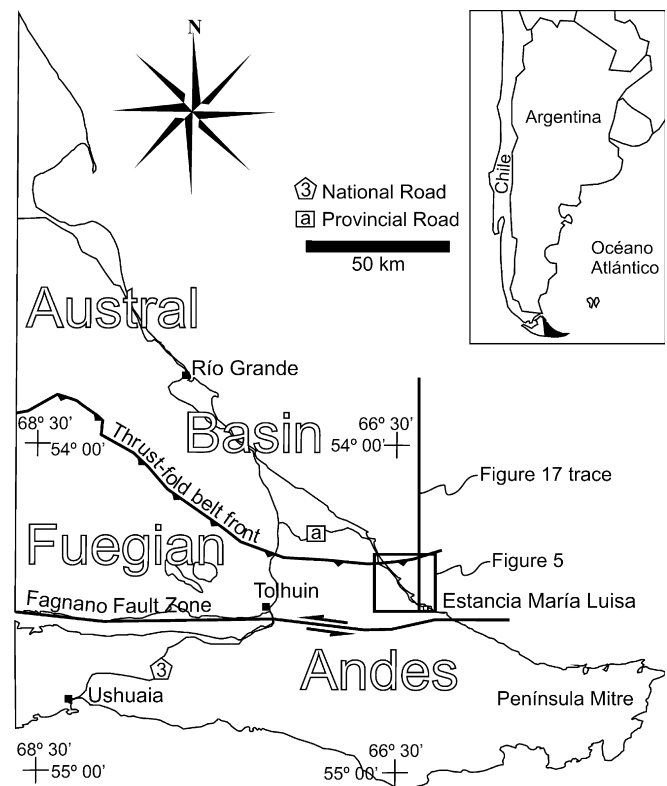 N
Argentina
Chile
Océano
Atlántico
3 National Road
a Provincial Road
50 km
Austral
Río Grande
Basin
68º 30’
54º 00’
66º 30’
54º 00’
Thrust-fold belt front
Figure 17 trace
a
Fuegian
Figure 5
Tolhuin
Fagnano Fault Zone
Estancia María Luisa
Andes
3
Ushuaia
Península Mitre
68º 30’
55º 00’
66º 30’
55º 00’